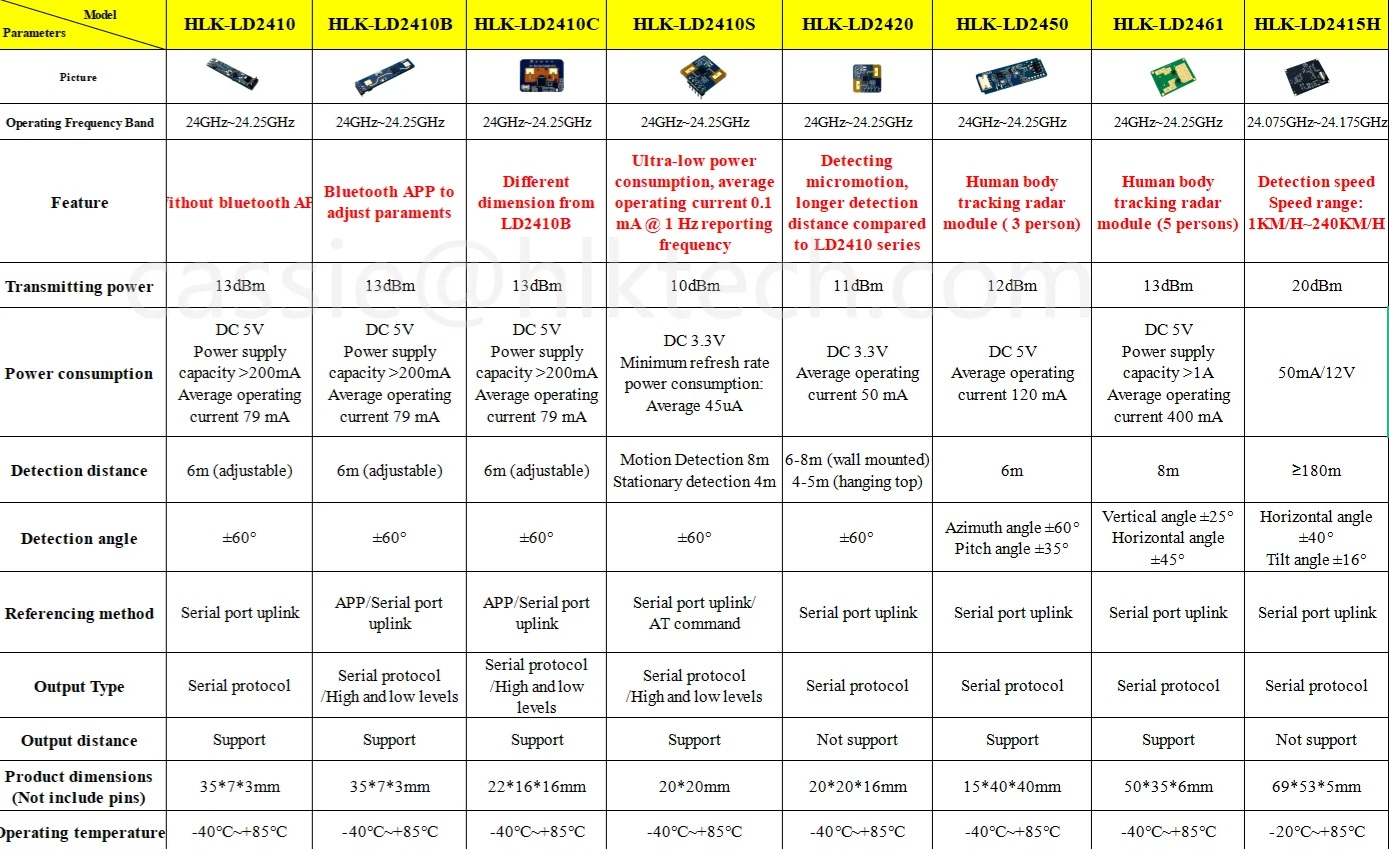 Model
Parameters
HLK-LD2410
HLK-LD2410B
HLK-LD2410C
HLK-LD2410S
HLK-LD2420
HLK-LD2450
HLK-LD2461
HLK-LD2415H
Picture
Operating Frequency Band
24GHz~24.25GHz
24GHz~24.25GHz
24GHz~24.25GHz
24GHz~24.25GHz
24GHz~24.25GHz
24GHz~24.25GHz
24GHz~24.25GHz
24.075GHz~24.175GHz
Feature
ithout bluetooth AP
Bluetooth APP to
adjust paraments
Different
dimension from
LD2410B
Ultra-low power
consumption, average
operating current 0.1
mA @ 1 Hz reporting
frequency
Detecting
micromotion,
longer detection
distance compared
to LD2410 series
Human body
tracking radar
module ( 3 person)
Human body
tracking radar
module (5 persons)
Detection speed
Speed range:
1KM/H~240KM/H
cassie@hlktech.com
Transmitting power
13dBm
13dBm
13dBm
10dBm
11dBm
12dBm
13dBm
20dBm
Power consumption
DC 5V
Power supply
capacity >200mA
Average operating
current 79 mA
DC 5V
Power supply
capacity >200mA
Average operating
current 79 mA
DC 5V
Power supply
capacity >200mA
Average operating
current 79 mA
DC 3.3V
Minimum refresh rate
power consumption:
Average 45uA
DC 3.3V
Average operating
current 50 mA
DC 5V
Average operating
current 120 mA
DC 5V
Power supply
capacity >1A
Average operating
current 400 mA
50mA/12V
Detection distance
6m (adjustable)
6m (adjustable)
6m (adjustable)
Motion Detection 8m
Stationary detection 4m
6-8m (wall mounted)
4-5m (hanging top)
6m
8m
≥180m
Detection angle
±60°
±60°
±60°
±60°
±60°
Azimuth angle ±60°
Pitch angle ±35°
Vertical angle ±25°
Horizontal angle
±45°
Horizontal angle
±40°
Tilt angle ±16°
Referencing method
Serial port uplink
APP/Serial port
uplink
APP/Serial port
uplink
Serial port uplink/
AT command
Serial port uplink
Serial port uplink
Serial port uplink
Serial port uplink
Output Type
Serial protocol
Serial protocol
/High and low levels
Serial protocol
/High and low
levels
Serial protocol
/High and low levels
Serial protocol
Serial protocol
Serial protocol
Serial protocol
Output distance
Support
Support
Support
Support
Not support
Support
Support
Not support
Product dimensions
(Not include pins)
35*7*3mm
35*7*3mm
22*16*16mm
20*20mm
20*20*16mm
15*40*40mm
50*35*6mm
69*53*5mm
Operating temperature
-40℃~+85℃
-40℃~+85℃
-40℃~+85℃
-40℃~+85℃
-40℃~+85℃
-40℃~+85℃
-40℃~+85℃
-20℃~+85℃